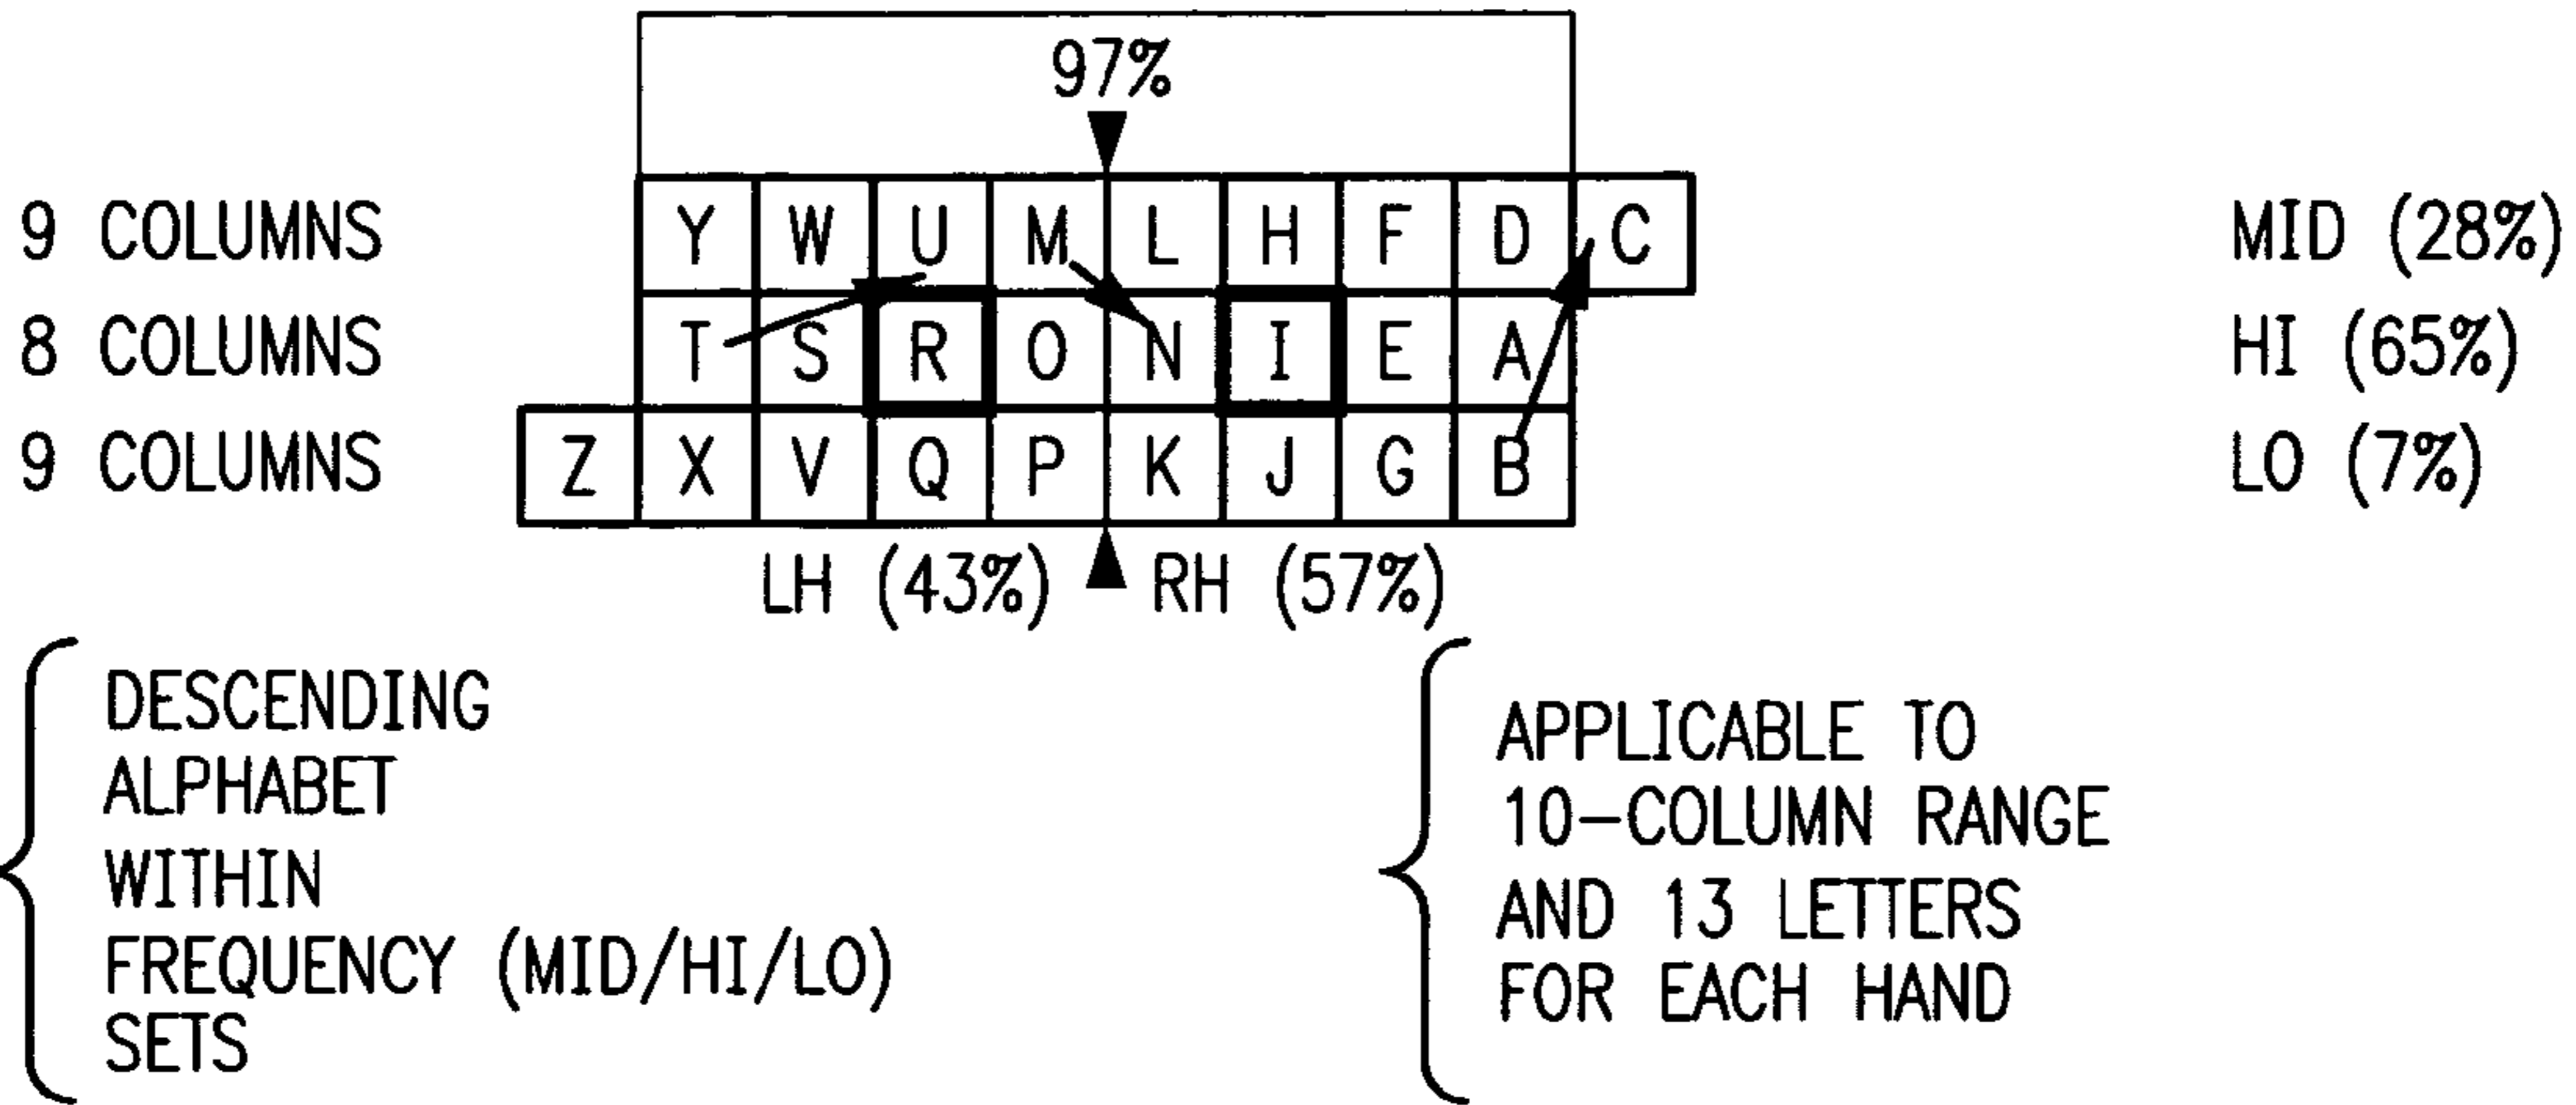 97%
9 COLUMNS Y W U M L H F D C MID (28%)
8 COLUMNS T S R O N I E A HI (65%)
9 COLUMNS Z X V Q P K J G B LO (7%)
LH (43%) RH (57%)
DESCENDING
ALPHABET
WITHIN
FREQUENCY (MID/HI/LO)
SETS
APPLICABLE TO
10-COLUMN RANGE
AND 13 LETTERS
FOR EACH HAND